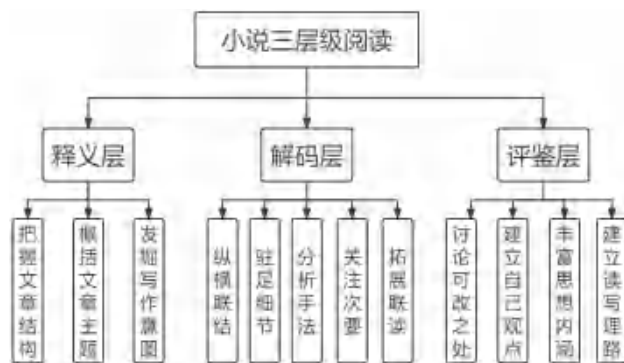 小说三层级阅读
释义层
解码层
评鉴层
把握文章结构
概括文章主题
发掘写作意图
纵横联结
驻足细节
分析手法
关注次要
拓展联读
讨论可改之处
建立自己观点
丰富思想内涵
建立读写理路